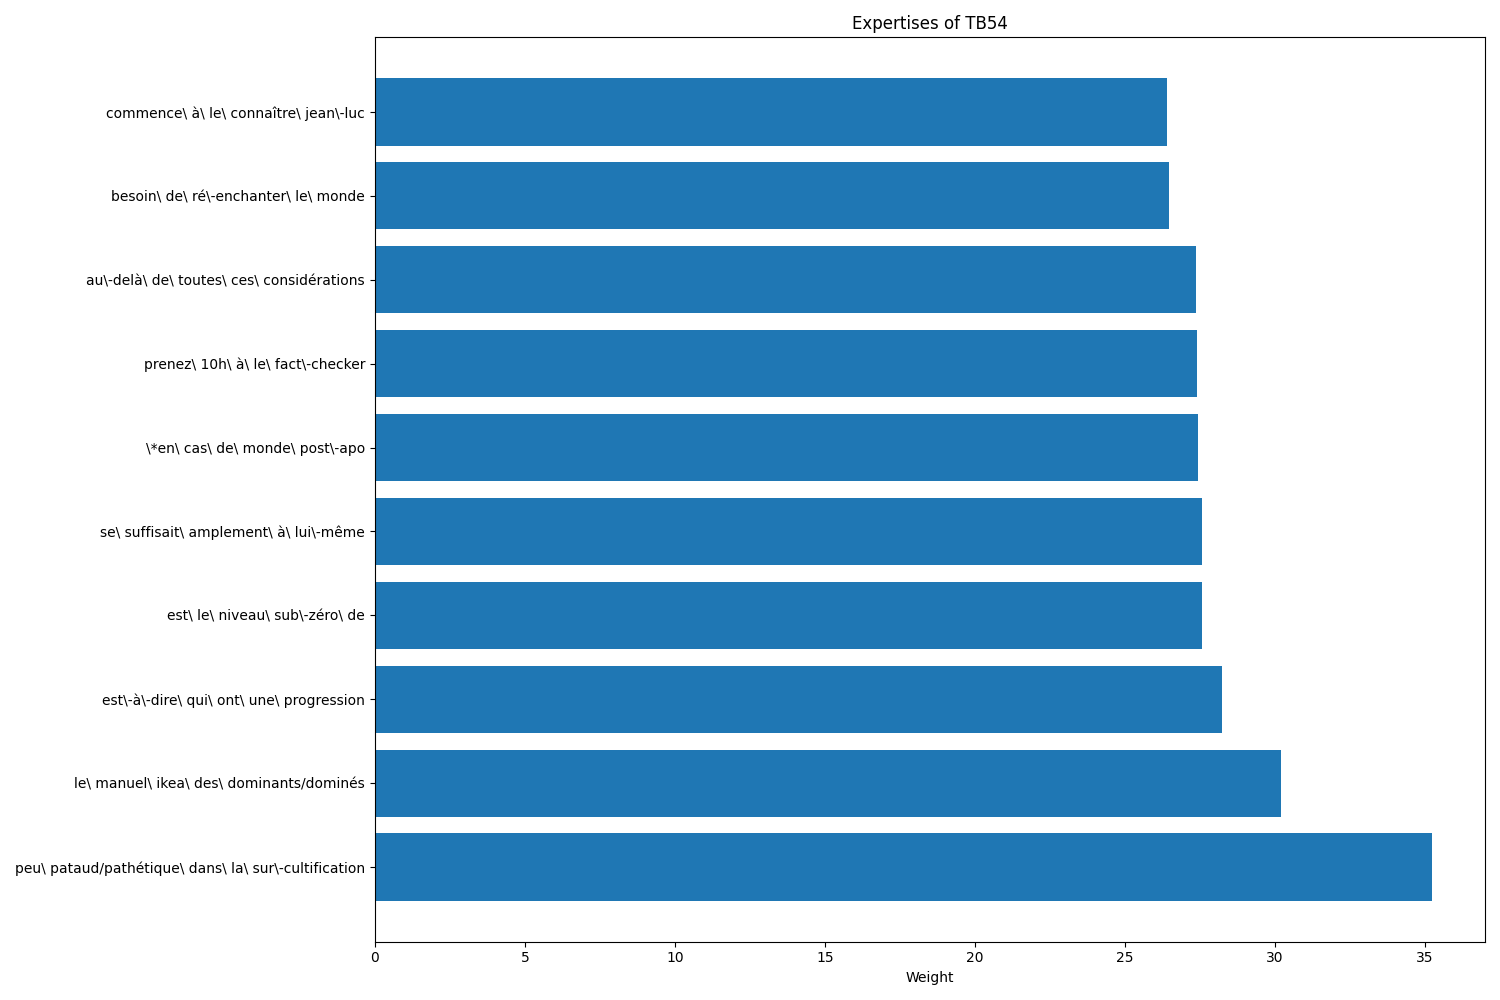 Expertises of TB54
commence\ à\ le\ connaître\ jean\-luc
besoin\ de\ ré\-enchanter\ le\ monde
au\-delà\ de\ toutes\ ces\ considérations
prenez\ 10h\ à\ le\ fact\-checker
\*en\ cas\ de\ monde\ post\-apo
se\ suffisait\ amplement\ à\ lui\-même
est\ le\ niveau\ sub\-zéro\ de
est\-à\-dire\ qui\ ont\ une\ progression
le\ manuel\ ikea\ des\ dominants/dominés
peu\ pataud/pathétique\ dans\ la\ sur\-cultification
0 5 10 15 20 25 30 35
Weight